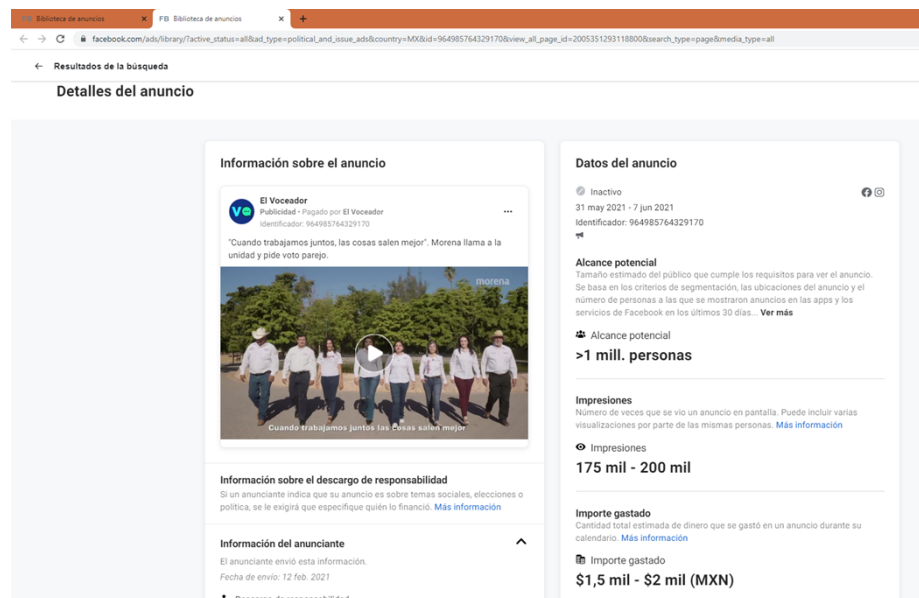 FB Biblioteca de anuncios
FB Biblioteca de anuncios
facebook.com/ads/library/?active_status=all&ad_type=political_and_issue_ads&country=MX&id=964985764329170&view_all_page_id=2005351293118800&search_type=page&media_type=all
Resultados de la búsqueda
Detalles del anuncio
Información sobre el anuncio
El Voceador
Publicidad • Pagado por El Voceador
Identificador: 964985764329170
"Cuando trabajamos juntos, las cosas salen mejor". Morena llama a la
unidad y pide voto parejo.
morena
Cuando trabajamos juntos las cosas salen mejor
Información sobre el descargo de responsabilidad
Si un anunciante indica que su anuncio es sobre temas sociales, elecciones o
política, se le exigirá que especifique quién lo financió. Más información
Información del anunciante
El anunciante envió esta información.
Fecha de envío: 12 feb. 2021
Descargo de responsabilidad
Datos del anuncio
Inactivo
31 may 2021 - 7 jun 2021
Identificador: 964985764329170
Alcance potencial
Tamaño estimado del público que cumple los requisitos para ver el anuncio.
Se basa en los criterios de segmentación, las ubicaciones del anuncio y el
número de personas a las que se mostraron anuncios en las apps y los
servicios de Facebook en los últimos 30 días... Ver más
Alcance potencial
>1 mill. personas
Impresiones
Número de veces que se vio un anuncio en pantalla. Puede incluir varias
visualizaciones por parte de las mismas personas. Más información
Impresiones
175 mil - 200 mil
Importe gastado
Cantidad total estimada de dinero que se gastó en un anuncio durante su
calendario. Más información
Importe gastado
$1,5 mil - $2 mil (MXN)